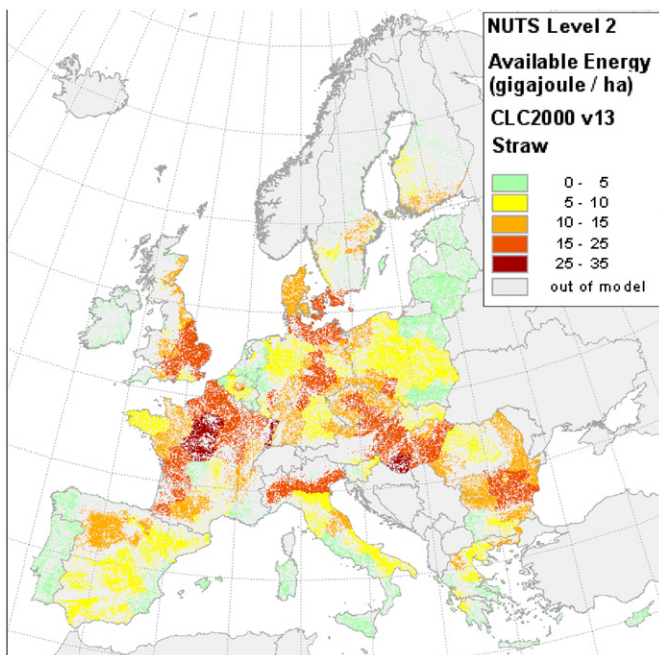 NUTS Level 2
Available Energy
(gigajoule / ha)
CLC2000 v13
Straw
0 - 5
5 - 10
10 - 15
15 - 25
25 - 35
out of model